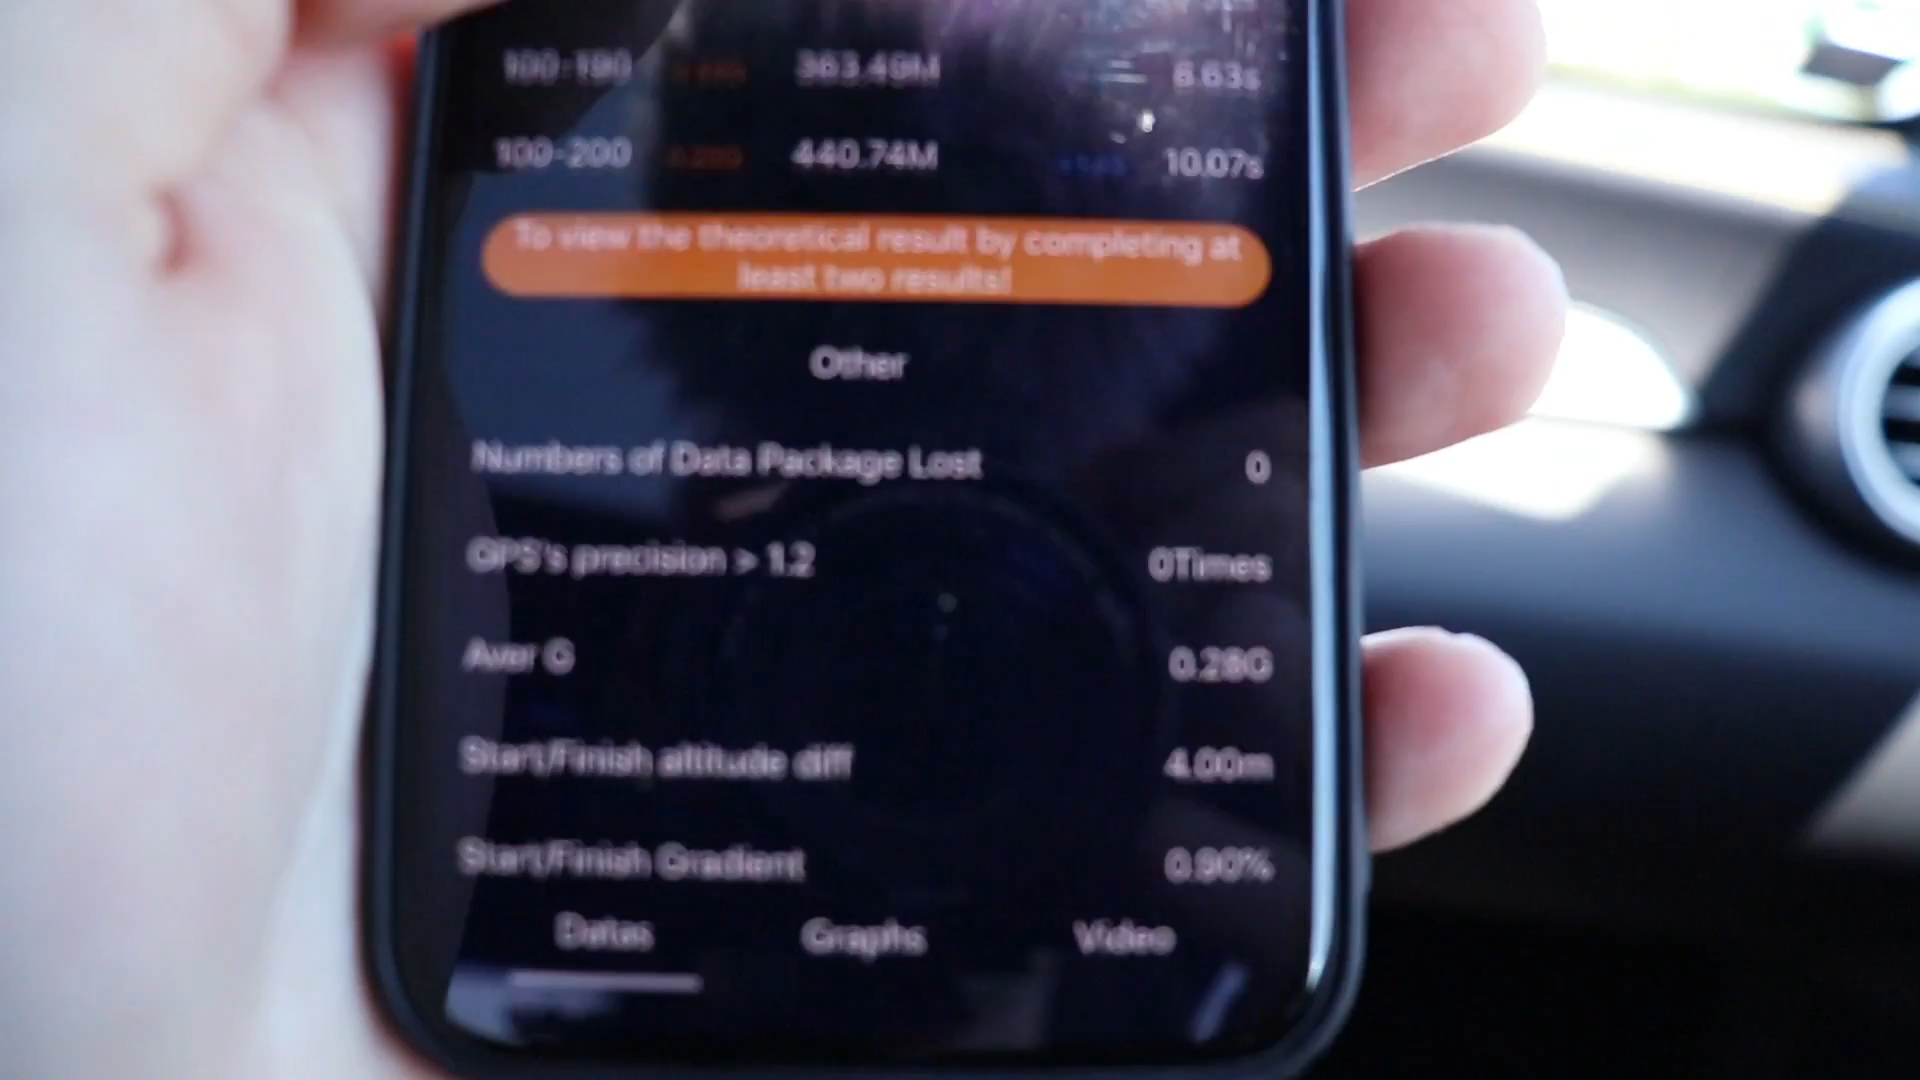 100-190 363.49M 8.63s
100-200 440.74M 10.07s
To view the theoretical result by completing at
least two results!
Other
Numbers of Data Package Lost 0
GPS's precision > 1.2 0Times
Aver G 0.28G
Start/Finish altitude diff 4.00m
Start/Finish Gradient 0.90%
Datas Graphs Video